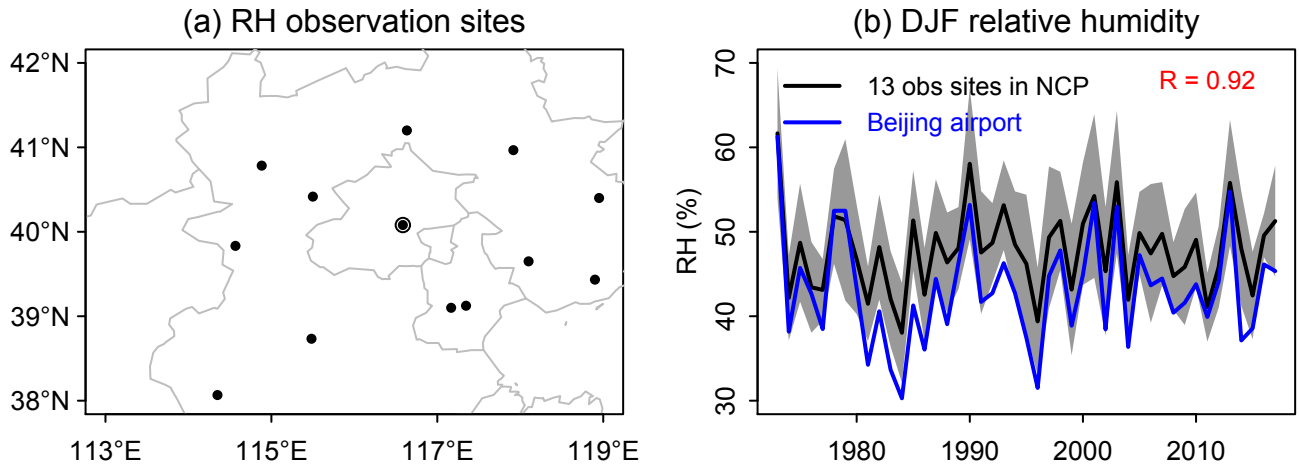 (a) RH observation sites
42°N
41°N
40°N
39°N
38°N
113°E
115°E
117°E
119°E
(b) DJF relative humidity
RH (%)
70
60
50
40
30
13 obs sites in NCP
R = 0.92
Beijing airport
1980
1990
2000
2010